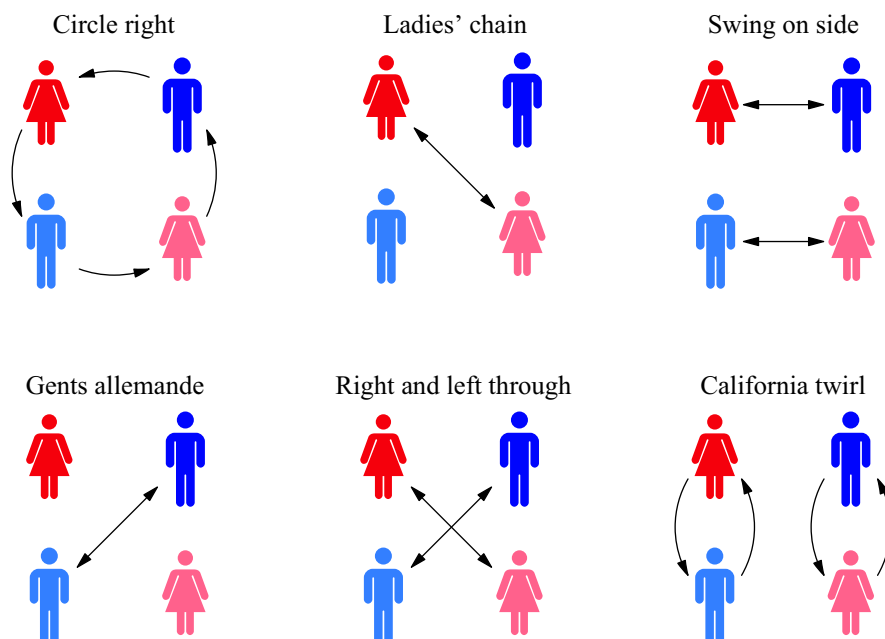 Circle right
Ladies’ chain
Swing on side
Gents allemande
Right and left through
California twirl